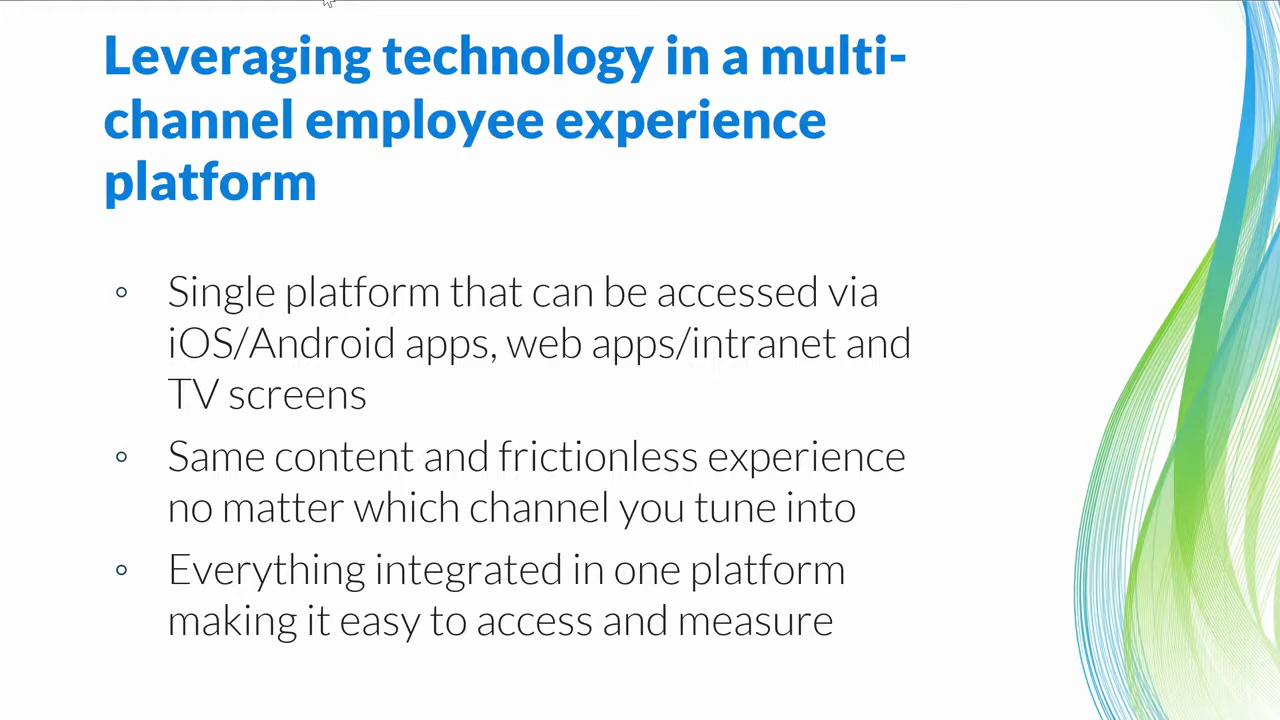 Leveraging technology in a multi-
channel employee experience
platform
◦ Single platform that can be accessed via
iOS/Android apps, web apps/intranet and
TV screens
◦ Same content and frictionless experience
no matter which channel you tune into
◦ Everything integrated in one platform
making it easy to access and measure